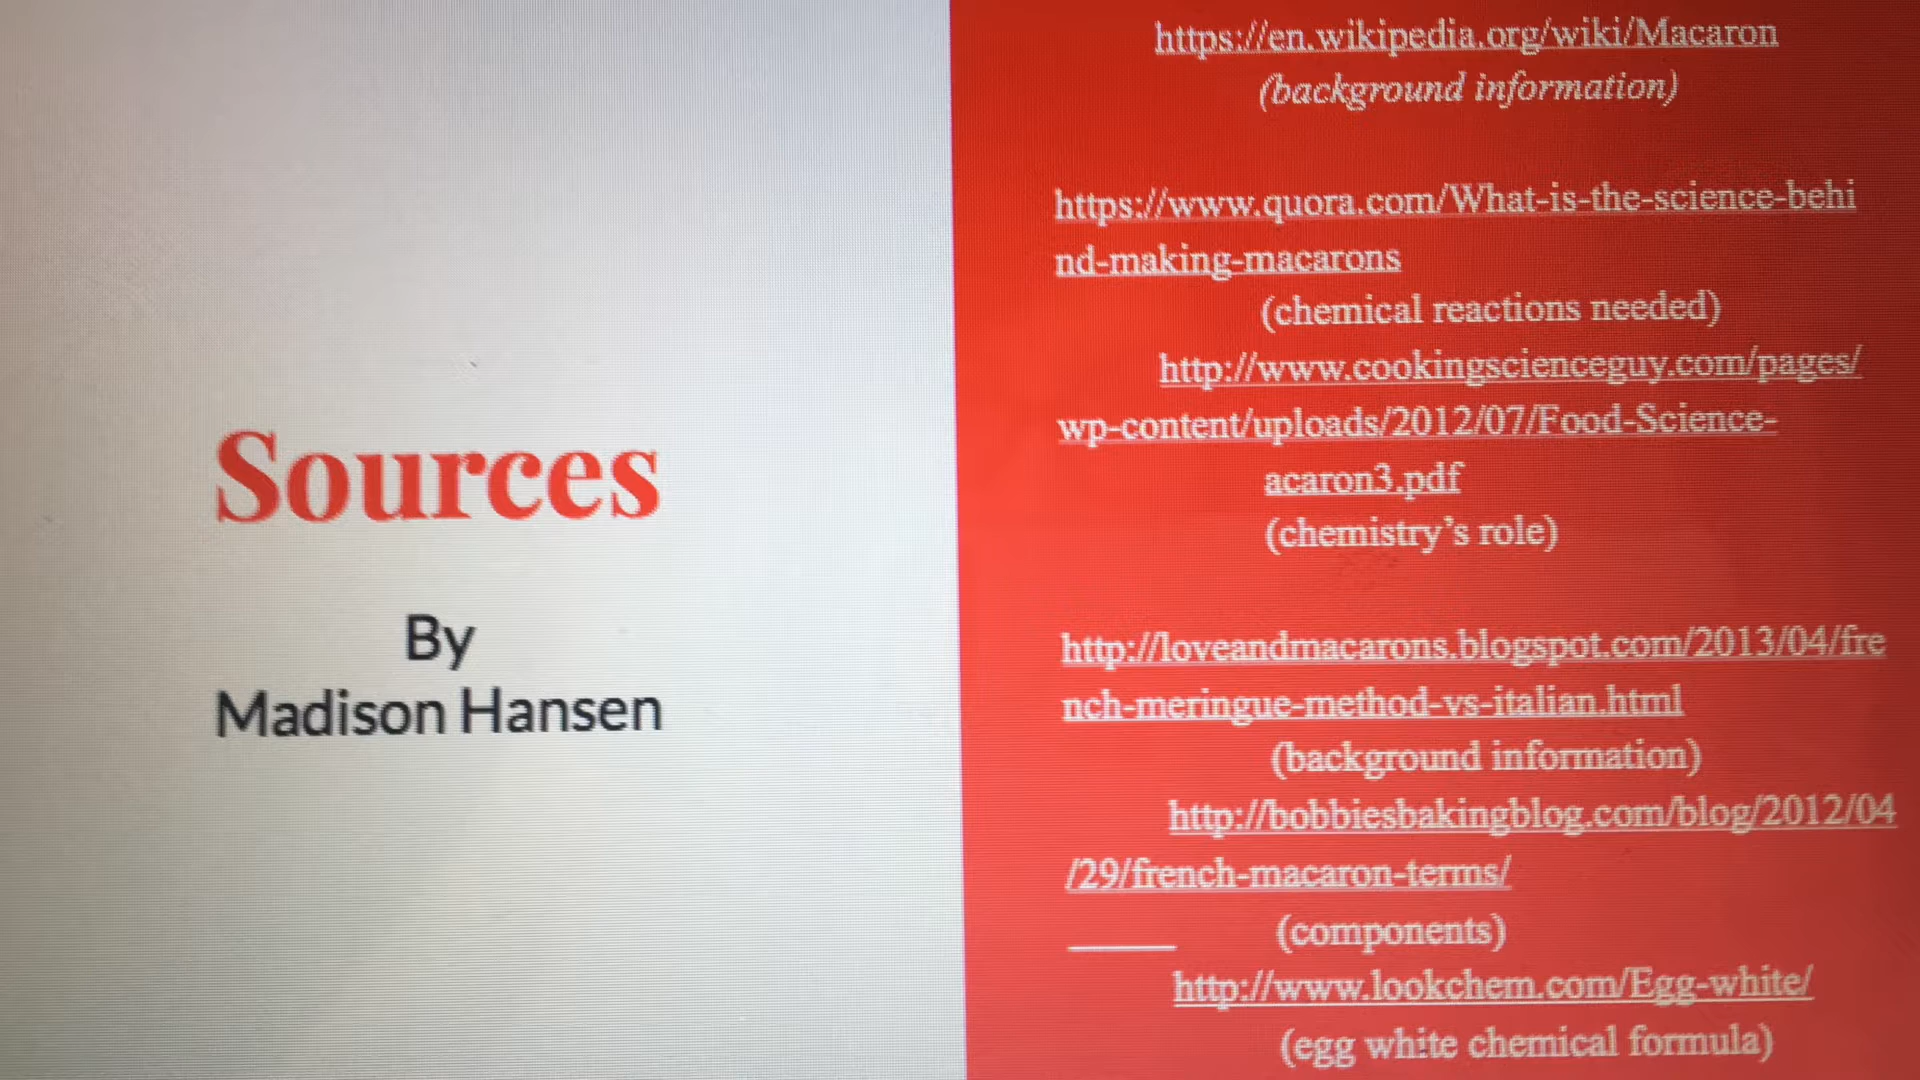 Sources
By
Madison Hansen
https://en.wikipedia.org/wiki/Macaron
(background information)
https://www.quora.com/What-is-the-science-behi
nd-making-macarons
(chemical reactions needed)
http://www.cookingscienceguy.com/pages/
wp-content/uploads/2012/07/Food-Science-
acaron3.pdf
(chemistry’s role)
http://loveandmacarons.blogspot.com/2013/04/fre
nch-meringue-method-vs-italian.html
(background information)
http://bobbiesbakingblog.com/blog/2012/04
/29/french-macaron-terms/
(components)
http://www.lookchem.com/Egg-white/
(egg white chemical formula)